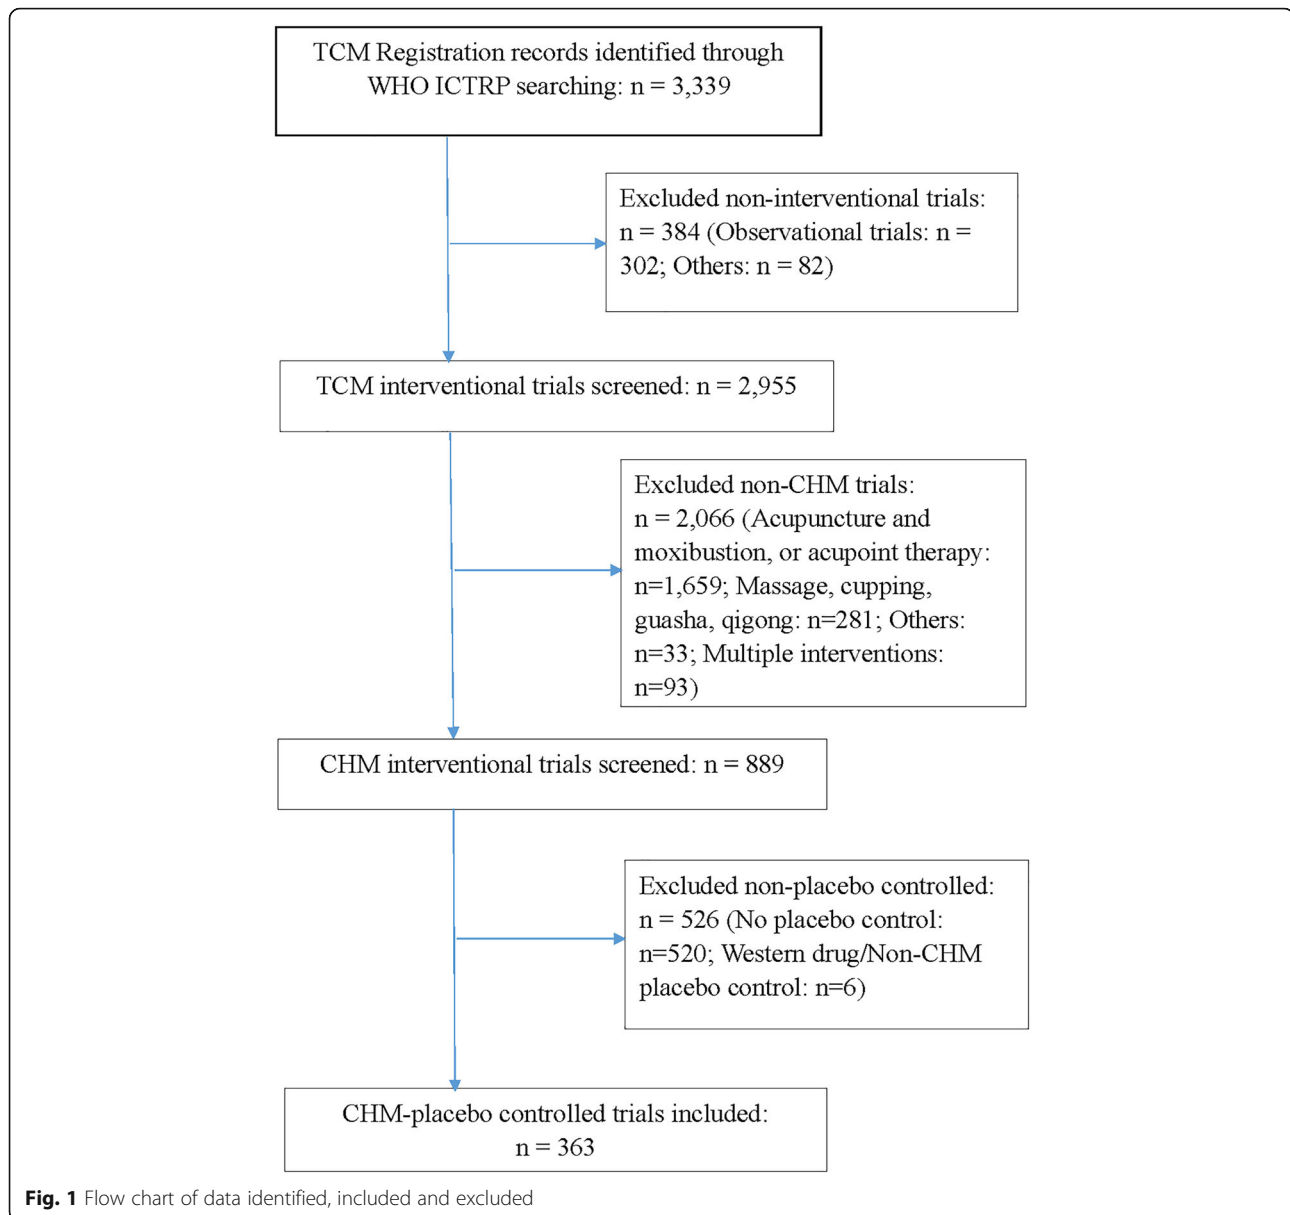 TCM Registration records identified through
WHO ICTRP searching: n = 3,339
Excluded non-interventional trials:
n = 384 (Observational trials: n =
302; Others: n = 82)
TCM interventional trials screened: n = 2,955
Excluded non-CHM trials:
n = 2,066 (Acupuncture and
moxibustion, or acupoint therapy:
n=1,659; Massage, cupping,
guasha, qigong: n=281; Others:
n=33; Multiple interventions:
n=93)
CHM interventional trials screened: n = 889
Excluded non-placebo controlled:
n = 526 (No placebo control:
n=520; Western drug/Non-CHM
placebo control: n=6)
CHM-placebo controlled trials included:
n = 363
Fig. 1 Flow chart of data identified, included and excluded